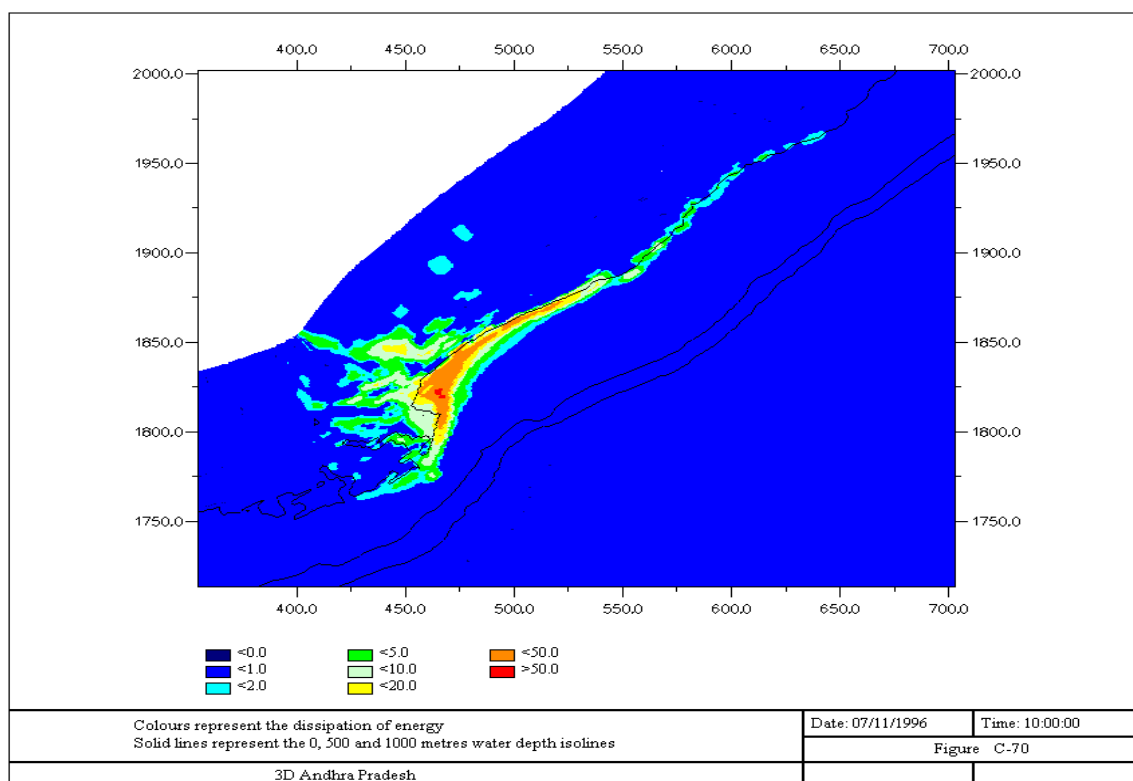 400.0 450.0 500.0 550.0 600.0 650.0 700.0
2000.0 2000.0
1950.0 1950.0
1900.0 1900.0
1850.0 1850.0
1800.0 1800.0
1750.0 1750.0
400.0 450.0 500.0 550.0 600.0 650.0 700.0
<0.0 <5.0 <50.0
<1.0 <10.0 >50.0
<2.0 <20.0
Colours represent the dissipation of energy
Solid lines represent the 0, 500 and 1000 metres water depth isolines
Date: 07/11/1996 Time: 10:00:00
Figure C-70
3D Andhra Pradesh